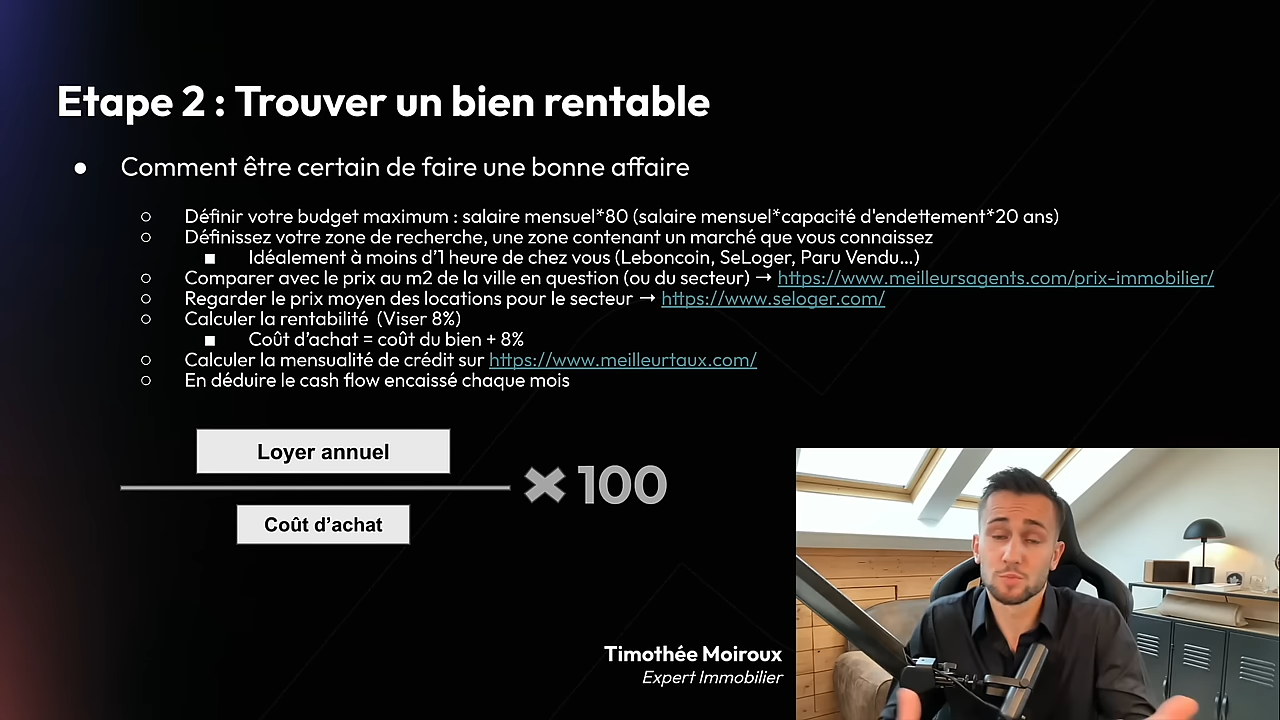 Etape 2 : Trouver un bien rentable
● Comment être certain de faire une bonne affaire
○ Définir votre budget maximum : salaire mensuel*80 (salaire mensuel*capacité d'endettement*20 ans)
○ Définissez votre zone de recherche, une zone contenant un marché que vous connaissez
■ Idéalement à moins d'1 heure de chez vous (Leboncoin, SeLoger, Paru Vendu...)
○ Comparer avec le prix au m2 de la ville en question (ou du secteur) → https://www.meilleursagents.com/prix-immobilier/
○ Regarder le prix moyen des locations pour le secteur → https://www.seloger.com/
○ Calculer la rentabilité (Viser 8%)
■ Coût d'achat = coût du bien + 8%
○ Calculer la mensualité de crédit sur https://www.meilleurtaux.com/
○ En déduire le cash flow encaissé chaque mois
Loyer annuel
× 100
Coût d'achat
Timothée Moiroux
Expert Immobilier